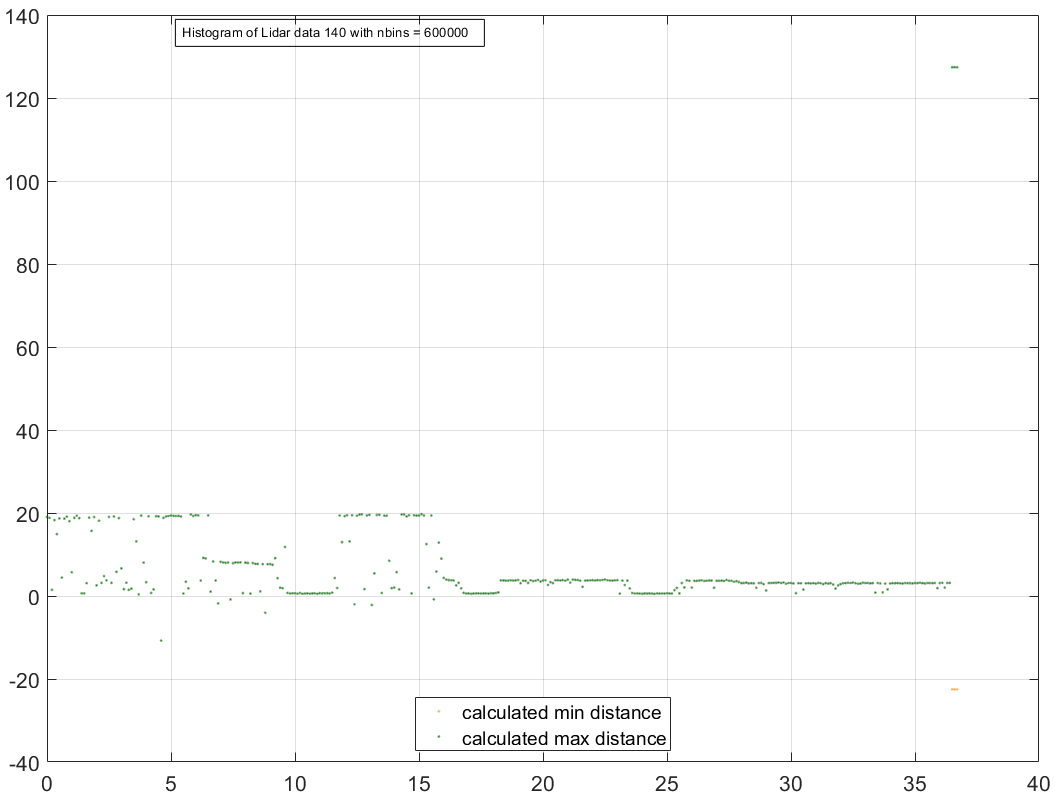 140
Histogram of Lidar data 140 with nbins = 600000
120
100
80
60
40
20
0
-20
calculated min distance
calculated max distance
-40
0 5 10 15 20 25 30 35 40